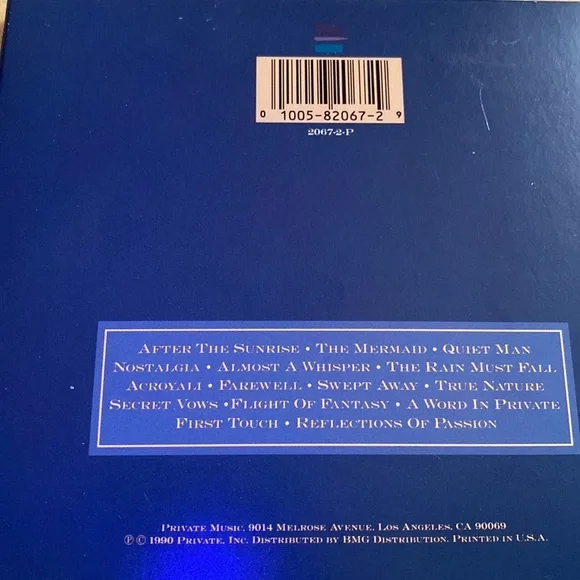 0 1005-82067-2 9
2067-2-P
AFTER THE SUNRISE • THE MERMAID • QUIET MAN
NOSTALGIA • ALMOST A WHISPER • THE RAIN MUST FALL
ACROYALI • FAREWELL • SWEPT AWAY • TRUE NATURE
SECRET VOWS •FLIGHT OF FANTASY • A WORD IN PRIVATE
FIRST TOUCH • REFLECTIONS OF PASSION
PRIVATE MUSIC, 9014 MELROSE AVENUE, LOS ANGELES, CA 90069
℗© 1990 PRIVATE, INC. DISTRIBUTED BY BMG DISTRIBUTION. PRINTED IN U.S.A.